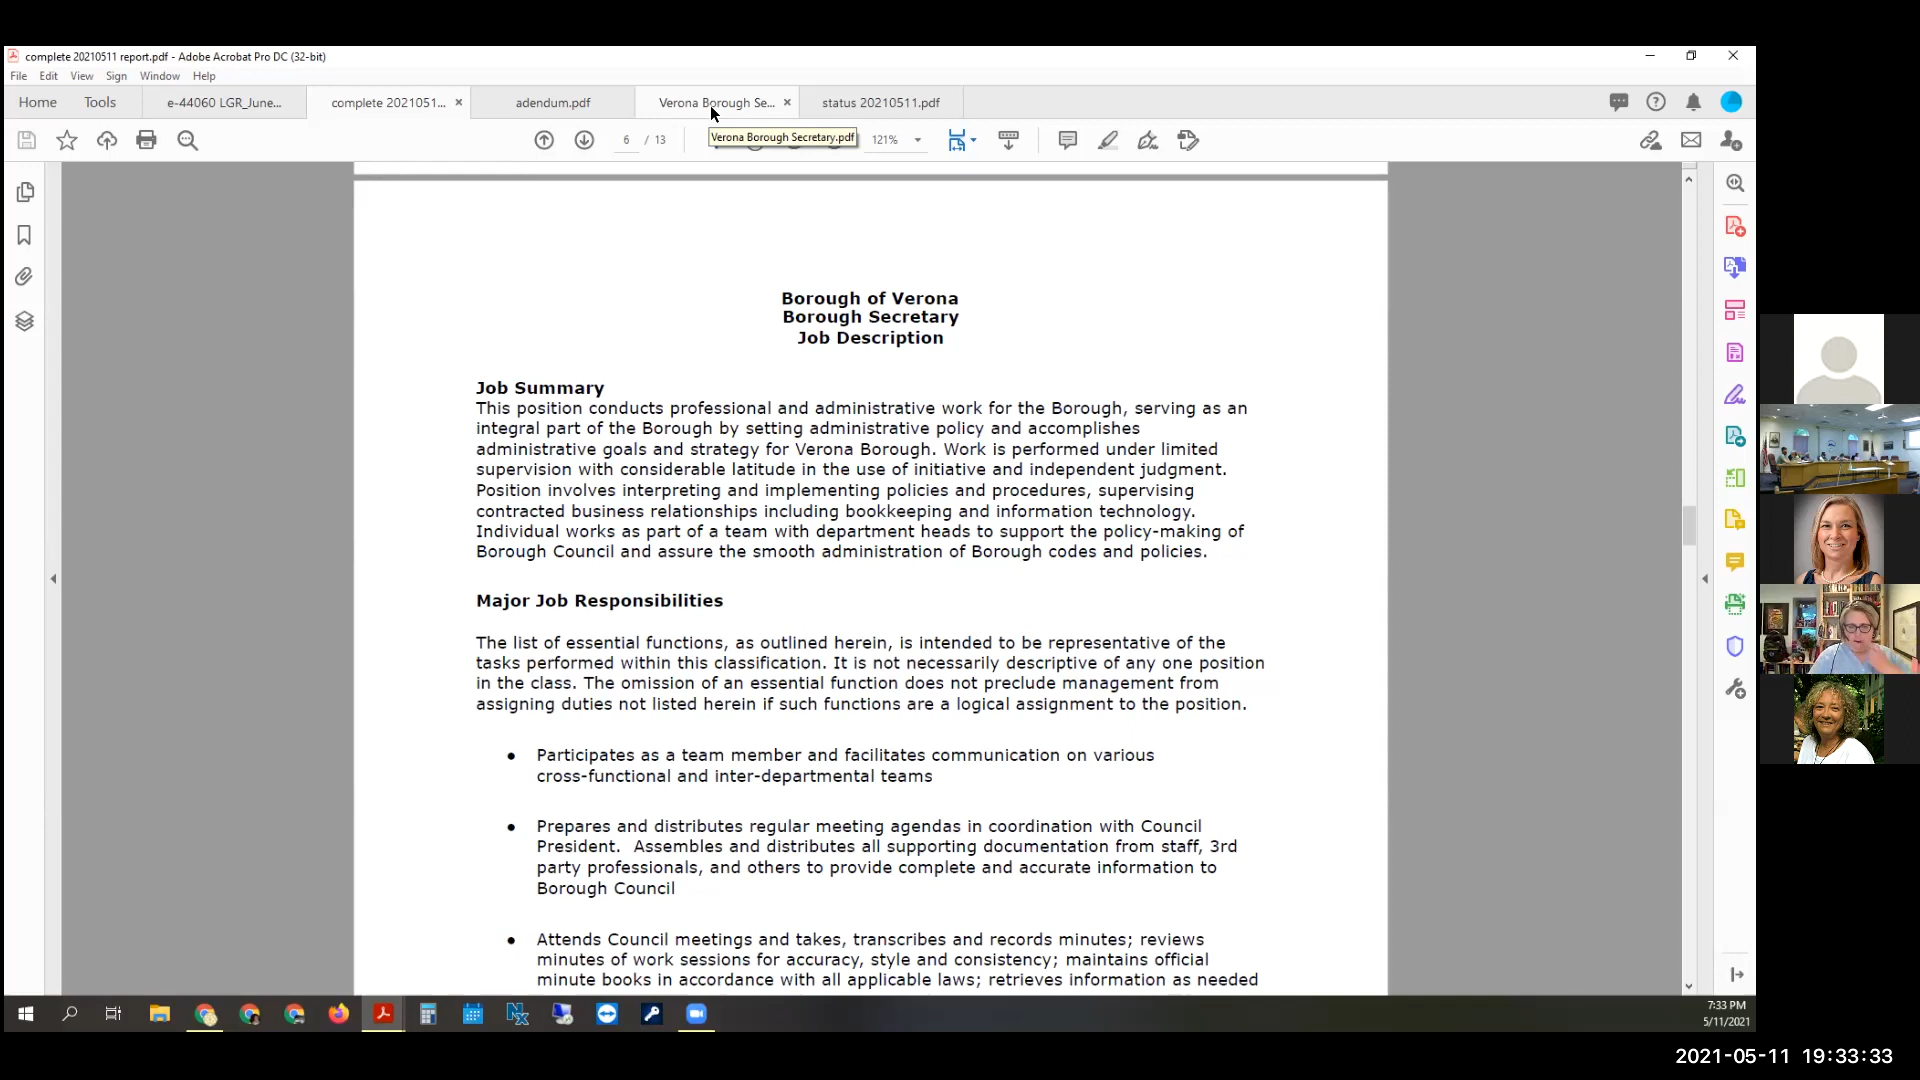 complete 20210511 report.pdf - Adobe Acrobat Pro DC (32-bit)
File Edit View Sign Window Help
Home Tools e-44060 LGR_June... complete 2021051... × adendum.pdf Verona Borough Se... × status 20210511.pdf
6 / 13 121%
Verona Borough Secretary.pdf
Borough of Verona
Borough Secretary
Job Description
Job Summary
This position conducts professional and administrative work for the Borough, serving as an
integral part of the Borough by setting administrative policy and accomplishes
administrative goals and strategy for Verona Borough. Work is performed under limited
supervision with considerable latitude in the use of initiative and independent judgment.
Position involves interpreting and implementing policies and procedures, supervising
contracted business relationships including bookkeeping and information technology.
Individual works as part of a team with department heads to support the policy-making of
Borough Council and assure the smooth administration of Borough codes and policies.
Major Job Responsibilities
The list of essential functions, as outlined herein, is intended to be representative of the
tasks performed within this classification. It is not necessarily descriptive of any one position
in the class. The omission of an essential function does not preclude management from
assigning duties not listed herein if such functions are a logical assignment to the position.
• Participates as a team member and facilitates communication on various
cross-functional and inter-departmental teams
• Prepares and distributes regular meeting agendas in coordination with Council
President. Assembles and distributes all supporting documentation from staff, 3rd
party professionals, and others to provide complete and accurate information to
Borough Council
• Attends Council meetings and takes, transcribes and records minutes; reviews
minutes of work sessions for accuracy, style and consistency; maintains official
minute books in accordance with all applicable laws; retrieves information as needed
7:33 PM
5/11/2021
2021-05-11 19:33:33